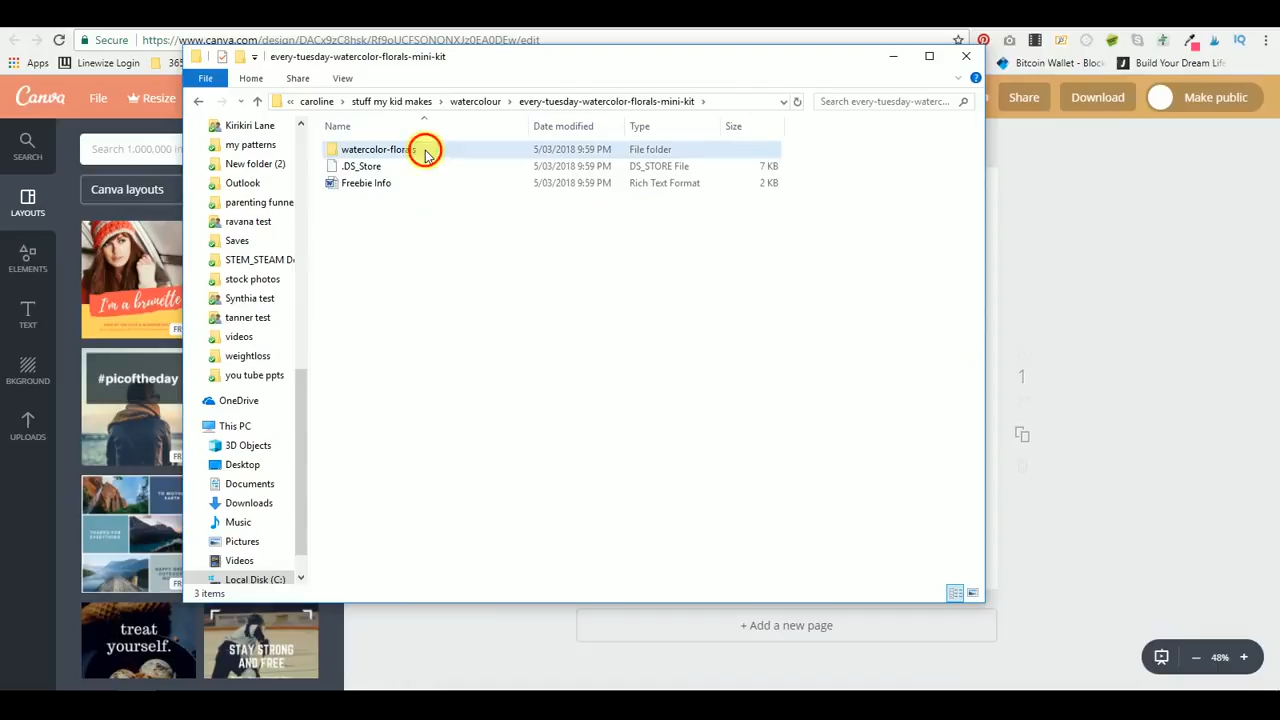 Secure
https://www.canva.com/design/DACx9zC8hsk/Rf9oUCFSONONXJz0EA0DEw/edit
Apps
Linewize Login
Bitcoin Wallet - Block
Build Your Dream Life
Canva
File
Resize
Share
Download
Make public
every-tuesday-watercolor-florals-mini-kit
File
Home
Share
View
« caroline > stuff my kid makes > watercolour > every-tuesday-watercolor-florals-mini-kit >
Search every-tuesday-waterc...
SEARCH
LAYOUTS
ELEMENTS
TEXT
BKGROUND
UPLOADS
Search 1,000,000 im
Canva layouts
I'm a brunette
#picoftheday
treat
yourself.
STAY STRONG
AND FREE
Kirikiri Lane
my patterns
New folder (2)
Outlook
parenting funne
ravana test
Saves
STEM_STEAM D
stock photos
Synthia test
tanner test
videos
weightloss
you tube ppts
OneDrive
This PC
3D Objects
Desktop
Documents
Downloads
Music
Pictures
Videos
Local Disk (C:)
Name
Date modified
Type
Size
watercolor-florals
5/03/2018 9:59 PM
File folder
.DS_Store
5/03/2018 9:59 PM
DS_STORE File
7 KB
Freebie Info
5/03/2018 9:59 PM
Rich Text Format
2 KB
3 items
1
+ Add a new page
48%